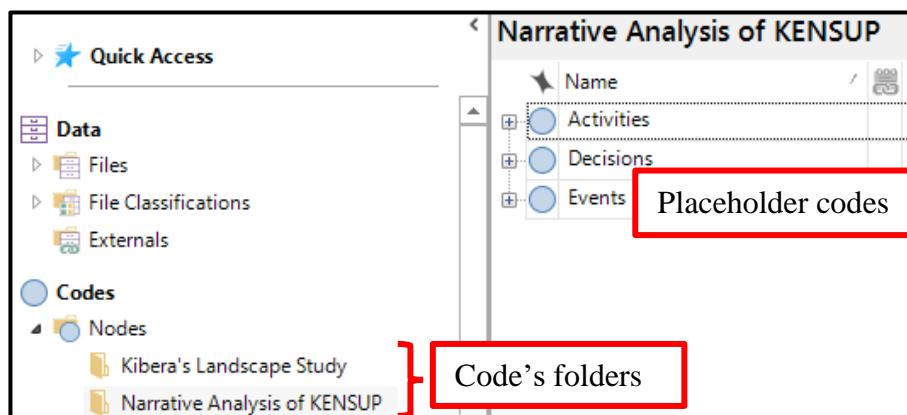 Quick Access
Data
Files
File Classifications
Externals
Codes
Nodes
Kibera's Landscape Study
Narrative Analysis of KENSUP
Code’s folders
Narrative Analysis of KENSUP
Name
Activities
Decisions
Events
Placeholder codes